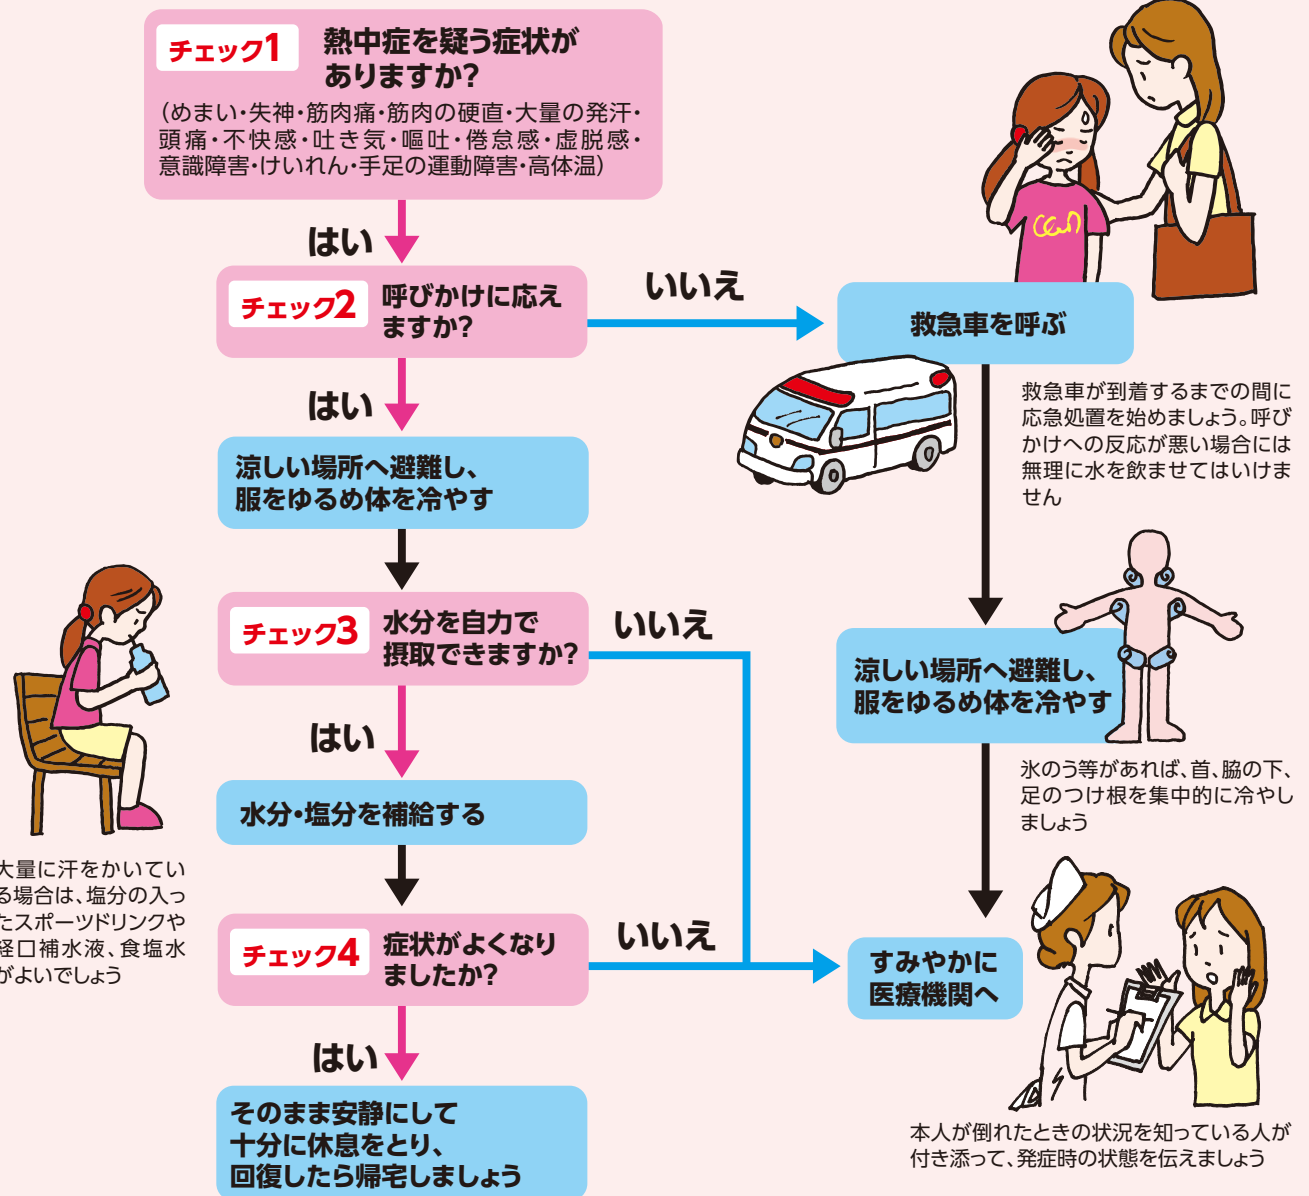 チェック1
熱中症を疑う症状が
ありますか？
（めまい・失神・筋肉痛・筋肉の硬直・大量の発汗・
頭痛・不快感・吐き気・嘔吐・倦怠感・虚脱感・
意識障害・けいれん・手足の運動障害・高体温）
はい
チェック2
呼びかけに応え
ますか？
いいえ
救急車を呼ぶ
救急車が到着するまでの間に
応急処置を始めましょう。呼び
かけへの反応が悪い場合には
無理に水を飲ませてはいけま
せん
はい
涼しい場所へ避難し、
服をゆるめ体を冷やす
チェック3
水分を自力で
摂取できますか？
いいえ
涼しい場所へ避難し、
服をゆるめ体を冷やす
氷のう等があれば、首、脇の下、
足のつけ根を集中的に冷やし
ましょう
はい
水分・塩分を補給する
大量に汗をかいてい
る場合は、塩分の入っ
たスポーツドリンクや
経口補水液、食塩水
がよいでしょう
チェック4
症状がよくなり
ましたか？
いいえ
すみやかに
医療機関へ
本人が倒れたときの状況を知っている人が
付き添って、発症時の状態を伝えましょう
はい
そのまま安静にして
十分に休息をとり、
回復したら帰宅しましょう